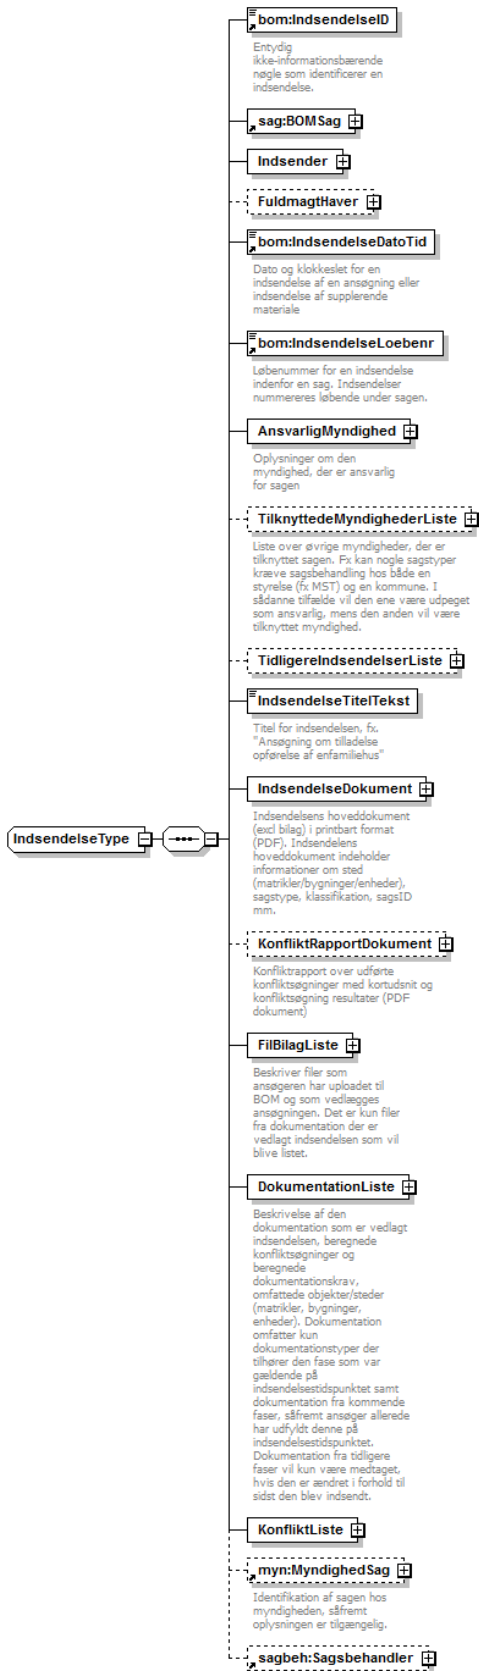 bom:IndsendelseID
Entydig
ikke-informationsbærende
nøgle som identificerer en
indsendelse.
sag:BOMSag
Indsender
FuldmagtHaver
bom:IndsendelseDatoTid
Dato og klokkeslet for en
indsendelse af en ansøgning eller
indsendelse af supplerende
materiale
bom:IndsendelseLoebenr
Løbenummer for en indsendelse
indenfor en sag. Indsendelser
nummereres løbende under sagen.
AnsvarligMyndighed
Oplysninger om den
myndighed, der er ansvarlig
for sagen
TilknyttedeMyndighederListe
Liste over øvrige myndigheder, der er
tilknyttet sagen. Fx kan nogle sagstyper
kræve sagsbehandling hos både en
styrelse (fx MST) og en kommune. I
sådanne tilfælde vil den ene være udpeget
som ansvarlig, mens den anden vil være
tilknyttet myndighed.
TidligereIndsendelserListe
IndsendelseTitelTekst
Titel for indsendelsen, fx.
"Ansøgning om tilladelse
opførelse af enfamiliehus"
IndsendelseDokument
Indsendelsens hoveddokument
(excl bilag) i printbart format
(PDF). Indsendelens
hoveddokument indeholder
informationer om sted
(matrikler/bygninger/enheder),
sagstype, klassifikation, sagsID
mm.
IndsendelseType
KonfliktRapportDokument
Konfliktrapport over udførte
konfliktsøgninger med kortudsnit og
konfliktsøgning resultater (PDF
dokument)
FilBilagListe
Beskriver filer som
ansøgeren har uploadet til
BOM og som vedlægges
ansøgningen. Det er kun filer
fra dokumentation der er
vedlagt indsendelsen som vil
blive listet.
DokumentationListe
Beskrivelse af den
dokumentation som er vedlagt
indsendelsen, beregnede
konfliktsøgninger og
beregnede
dokumentationskrav,
omfattede objekter/steder
(matrikler, bygninger,
enheder). Dokumentation
omfatter kun
dokumentationstyper der
tilhører den fase som var
gældende på
indsendelsestidspunktet samt
dokumentation fra kommende
faser, såfremt ansøger allerede
har udfyldt denne på
indsendelsestidspunktet.
Dokumentation fra tidligere
faser vil kun være medtaget,
hvis den er ændret i forhold til
sidst den blev indsendt.
KonfliktListe
myn:MyndighedSag
Identifikation af sagen hos
myndigheden, såfremt
oplysningen er tilgængelig.
sagbeh:Sagsbehandler